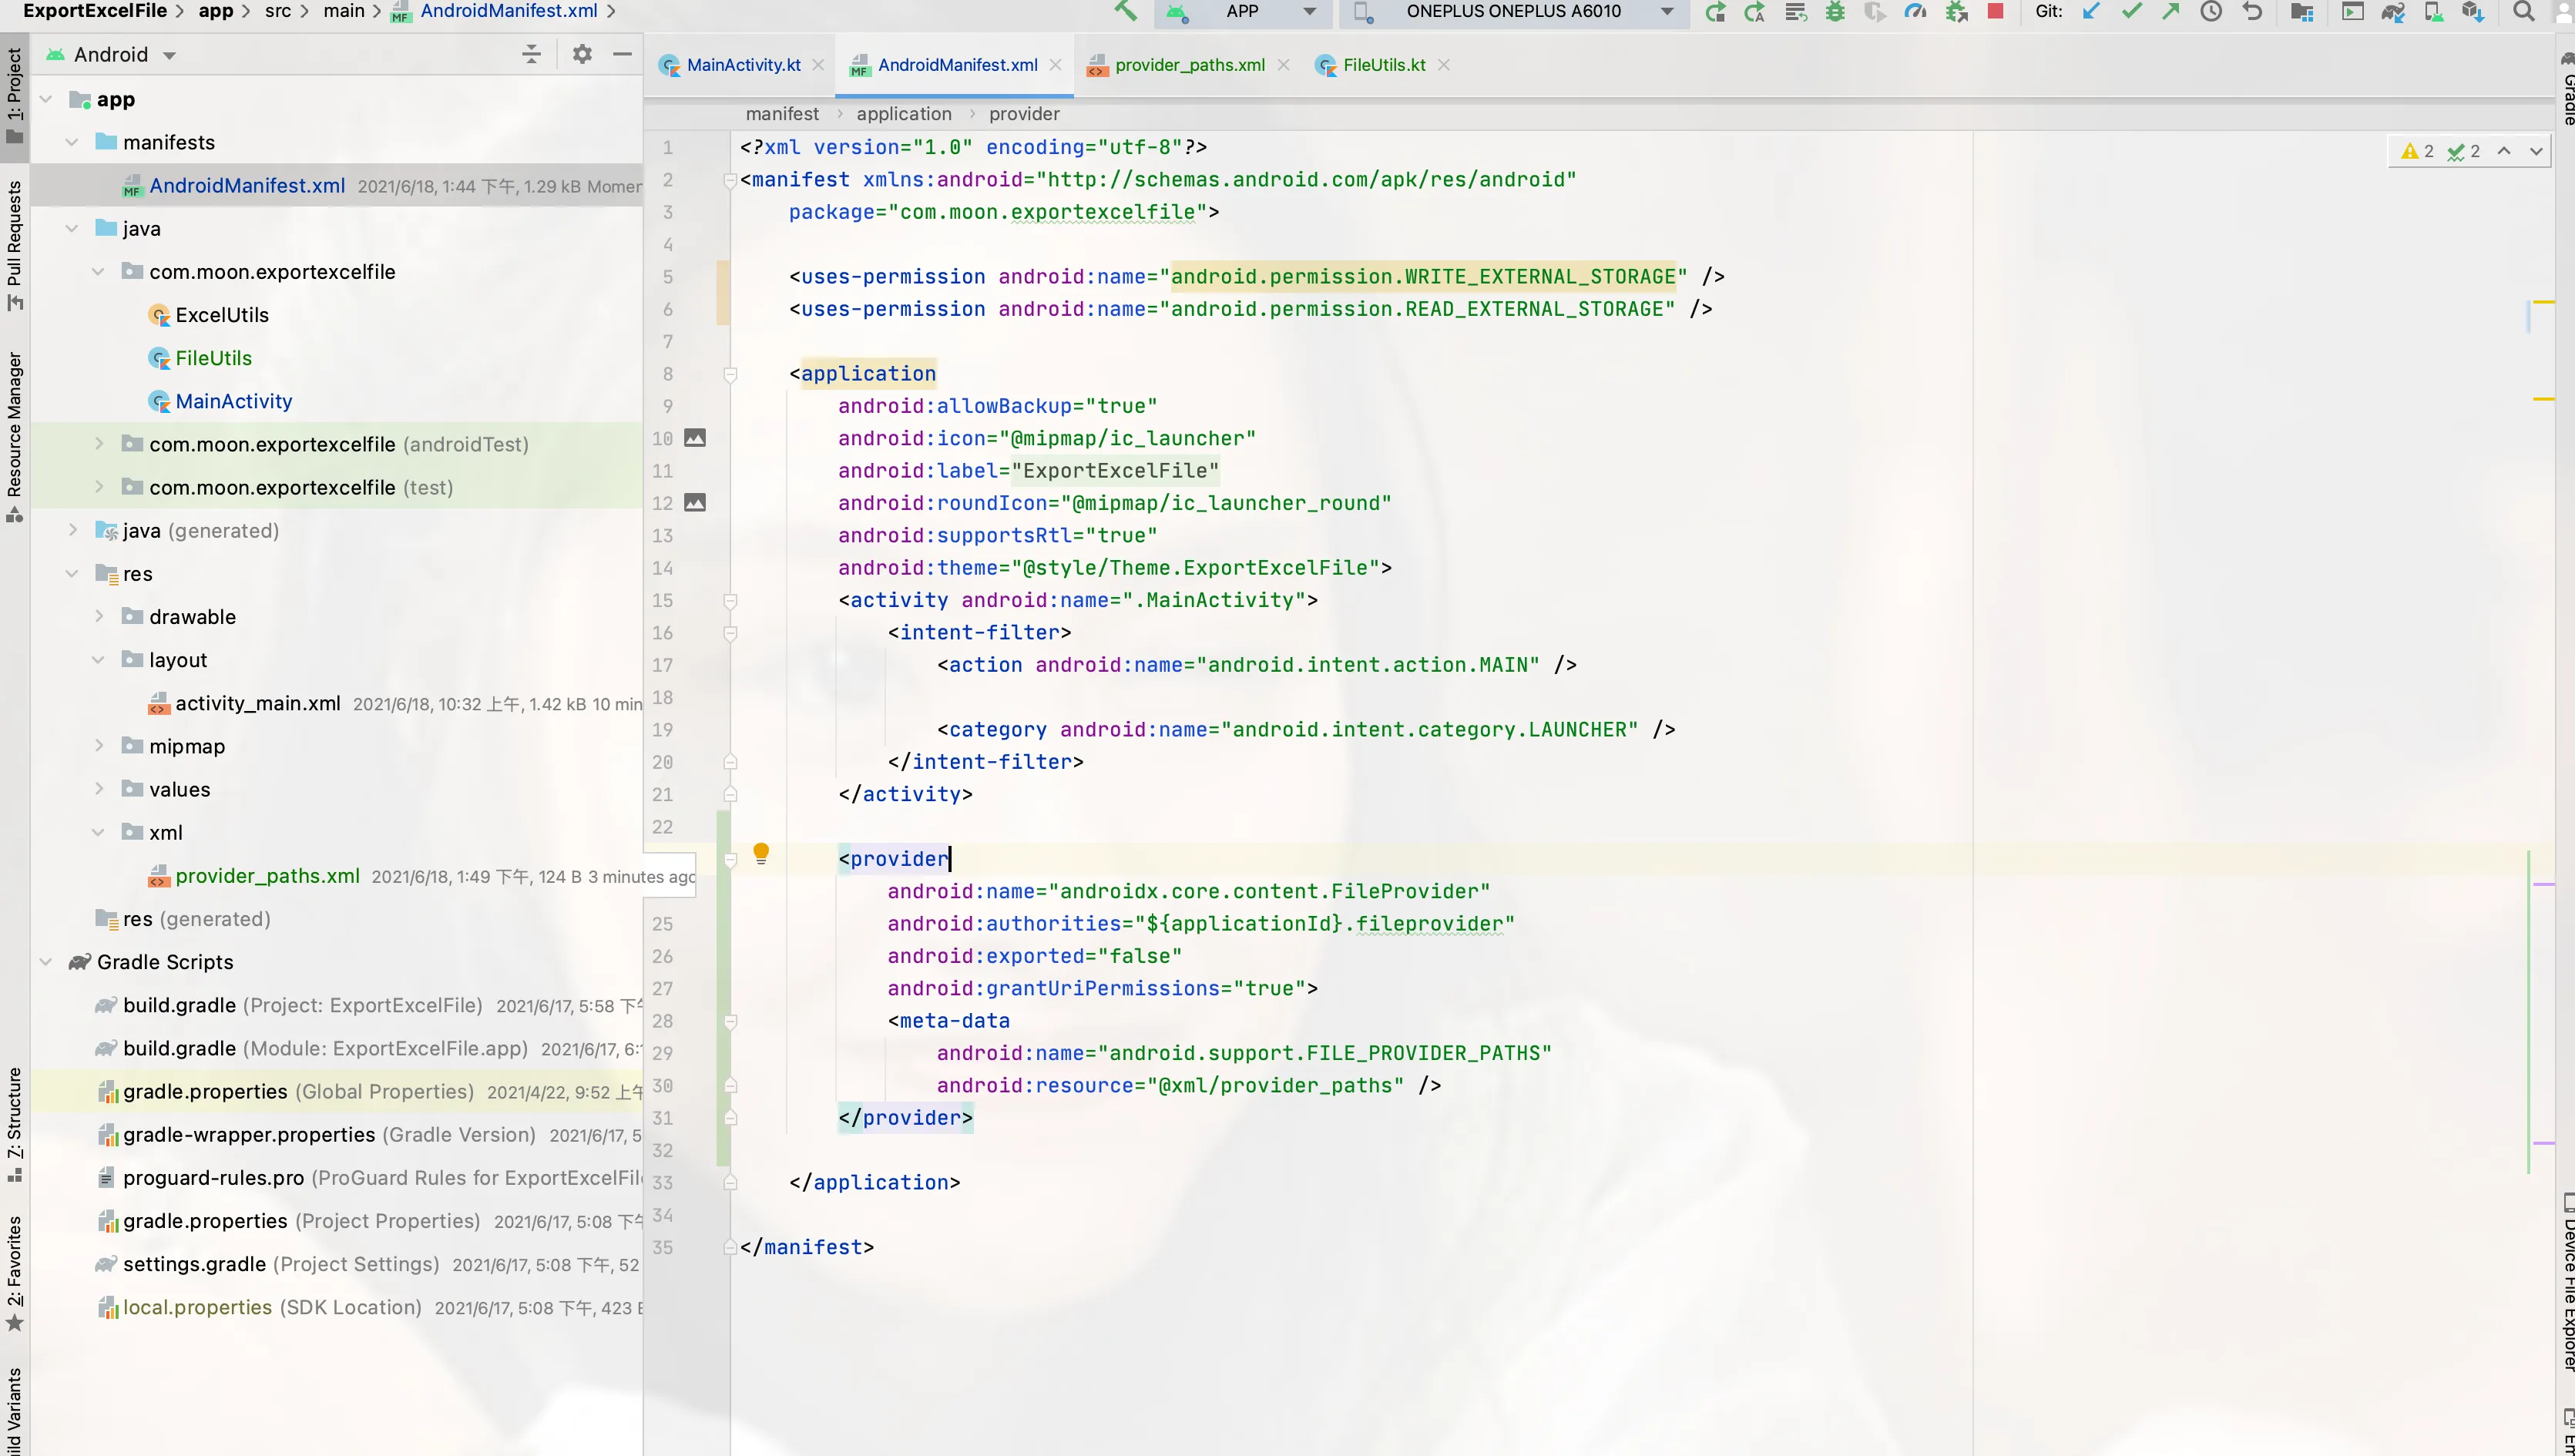 ExportExcelFile
app
src
main
AndroidManifest.xml
APP
ONEPLUS ONEPLUS A6010
Git:
1: Project
Pull Requests
Resource Manager
7: Structure
2: Favorites
Android
app
manifests
AndroidManifest.xml 2021/6/18, 1:44 下午, 1.29 kB
java
com.moon.exportexcelfile
ExcelUtils
FileUtils
MainActivity
com.moon.exportexcelfile (androidTest)
com.moon.exportexcelfile (test)
java (generated)
res
drawable
layout
activity_main.xml 2021/6/18, 10:32 上午, 1.42 kB 10 min
mipmap
values
xml
provider_paths.xml 2021/6/18, 1:49 下午, 124 B 3 minutes ago
res (generated)
Gradle Scripts
build.gradle (Project: ExportExcelFile) 2021/6/17, 5:58
build.gradle (Module: ExportExcelFile.app) 2021/6/17,
gradle.properties (Global Properties) 2021/4/22, 9:52 上午
gradle-wrapper.properties (Gradle Version) 2021/6/17, 5
proguard-rules.pro (ProGuard Rules for ExportExcelFil
gradle.properties (Project Properties) 2021/6/17, 5:08
settings.gradle (Project Settings) 2021/6/17, 5:08 下午, 52
local.properties (SDK Location) 2021/6/17, 5:08 下午, 423
MainActivity.kt
AndroidManifest.xml
provider_paths.xml
FileUtils.kt
manifest
application
provider
2 2
1 <?xml version="1.0" encoding="utf-8"?>
2 <manifest xmlns:android="http://schemas.android.com/apk/res/android"
3 package="com.moon.exportexcelfile">
4
5 <uses-permission android:name="android.permission.WRITE_EXTERNAL_STORAGE" />
6 <uses-permission android:name="android.permission.READ_EXTERNAL_STORAGE" />
7
8 <application
9 android:allowBackup="true"
10 android:icon="@mipmap/ic_launcher"
11 android:label="ExportExcelFile"
12 android:roundIcon="@mipmap/ic_launcher_round"
13 android:supportsRtl="true"
14 android:theme="@style/Theme.ExportExcelFile">
15 <activity android:name=".MainActivity">
16 <intent-filter>
17 <action android:name="android.intent.action.MAIN" />
18
19 <category android:name="android.intent.category.LAUNCHER" />
20 </intent-filter>
21 </activity>
22
<provider
android:name="androidx.core.content.FileProvider"
25 android:authorities="${applicationId}.fileprovider"
26 android:exported="false"
27 android:grantUriPermissions="true">
28 <meta-data
29 android:name="android.support.FILE_PROVIDER_PATHS"
30 android:resource="@xml/provider_paths" />
31 </provider>
32
33 </application>
34
35 </manifest>
Gradle
Device File Explorer